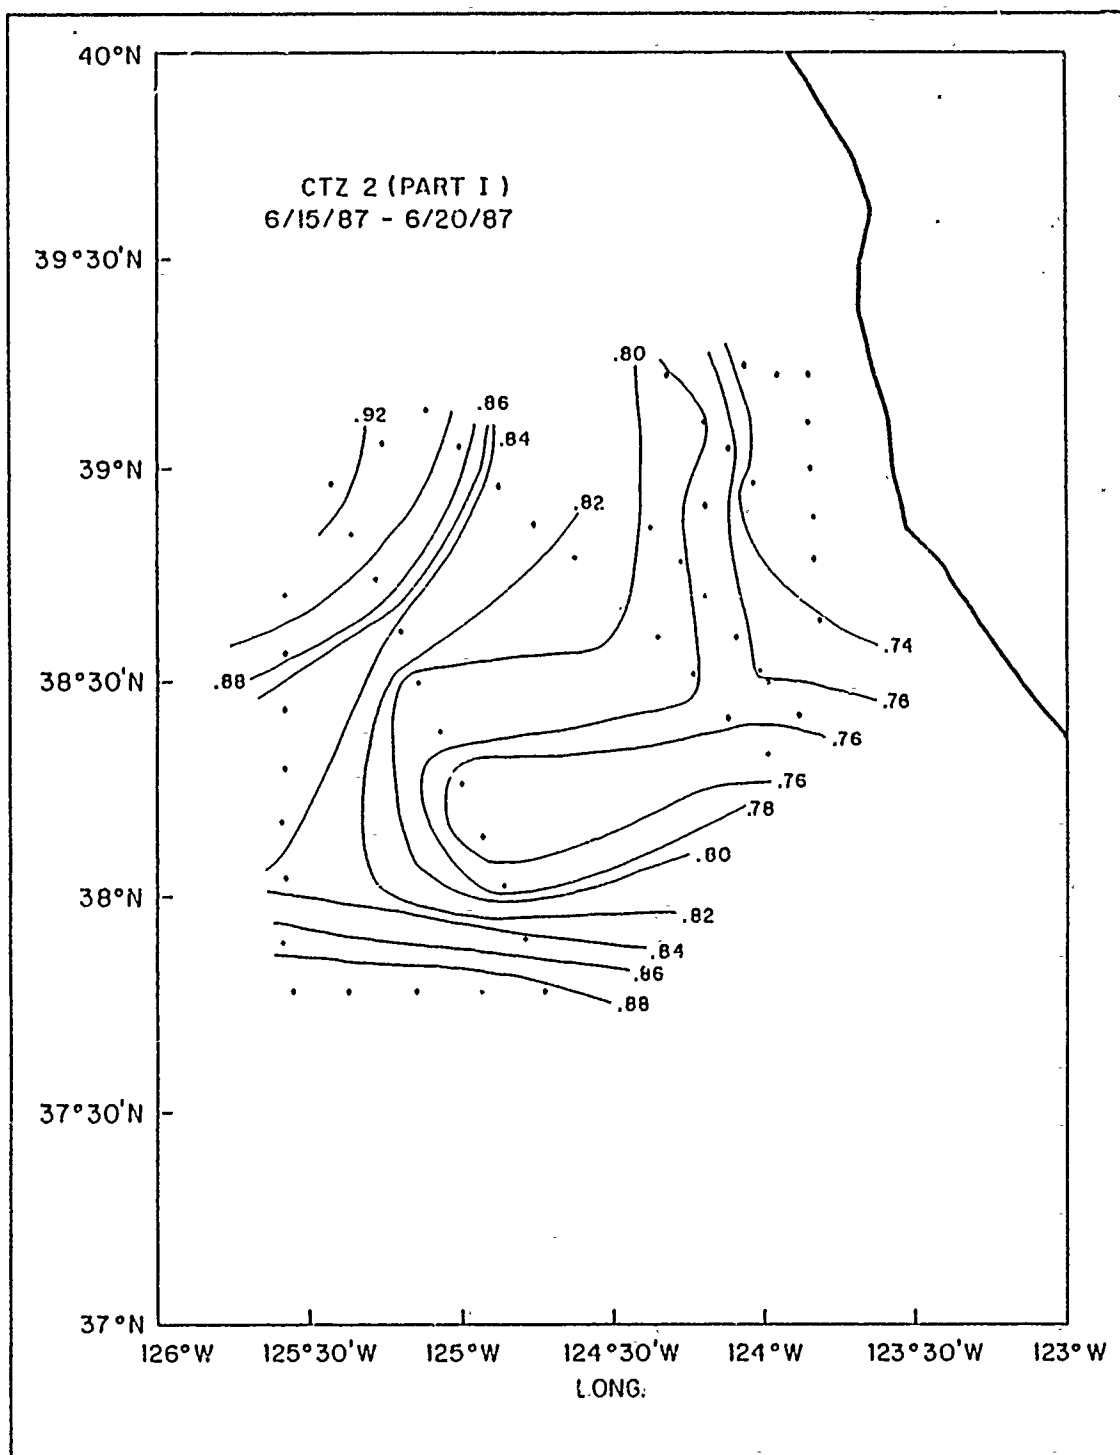 40°N
CTZ 2 (PART I)
6/15/87 - 6/20/87
39°30'N
.80
.92
.86
.84
39°N
.82
.74
38°30'N
.88
.76
.76
.76
.78
.80
38°N
.82
.84
.86
.88
37°30'N
37°N
126°W
125°30'W
125°W
124°30'W
124°W
123°30'W
123°W
LONG.